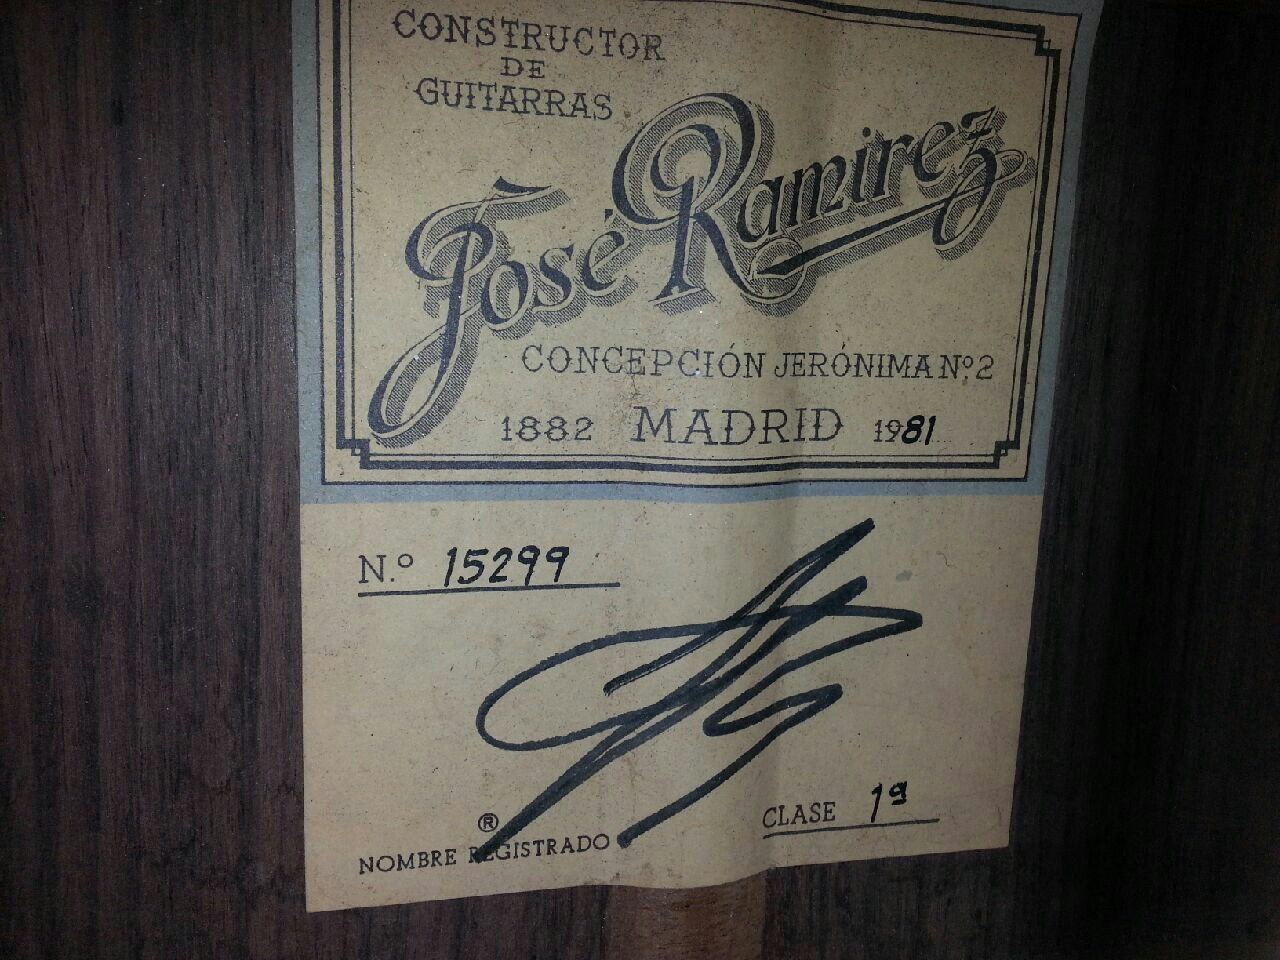 CONSTRUCTOR
DE
GUITARRAS
José Ramirez
CONCEPCIÓN JERÓNIMA Nº 2
1882 MADRID 1981
N.º 15299
®
NOMBRE REGISTRADO
CLASE 1ª